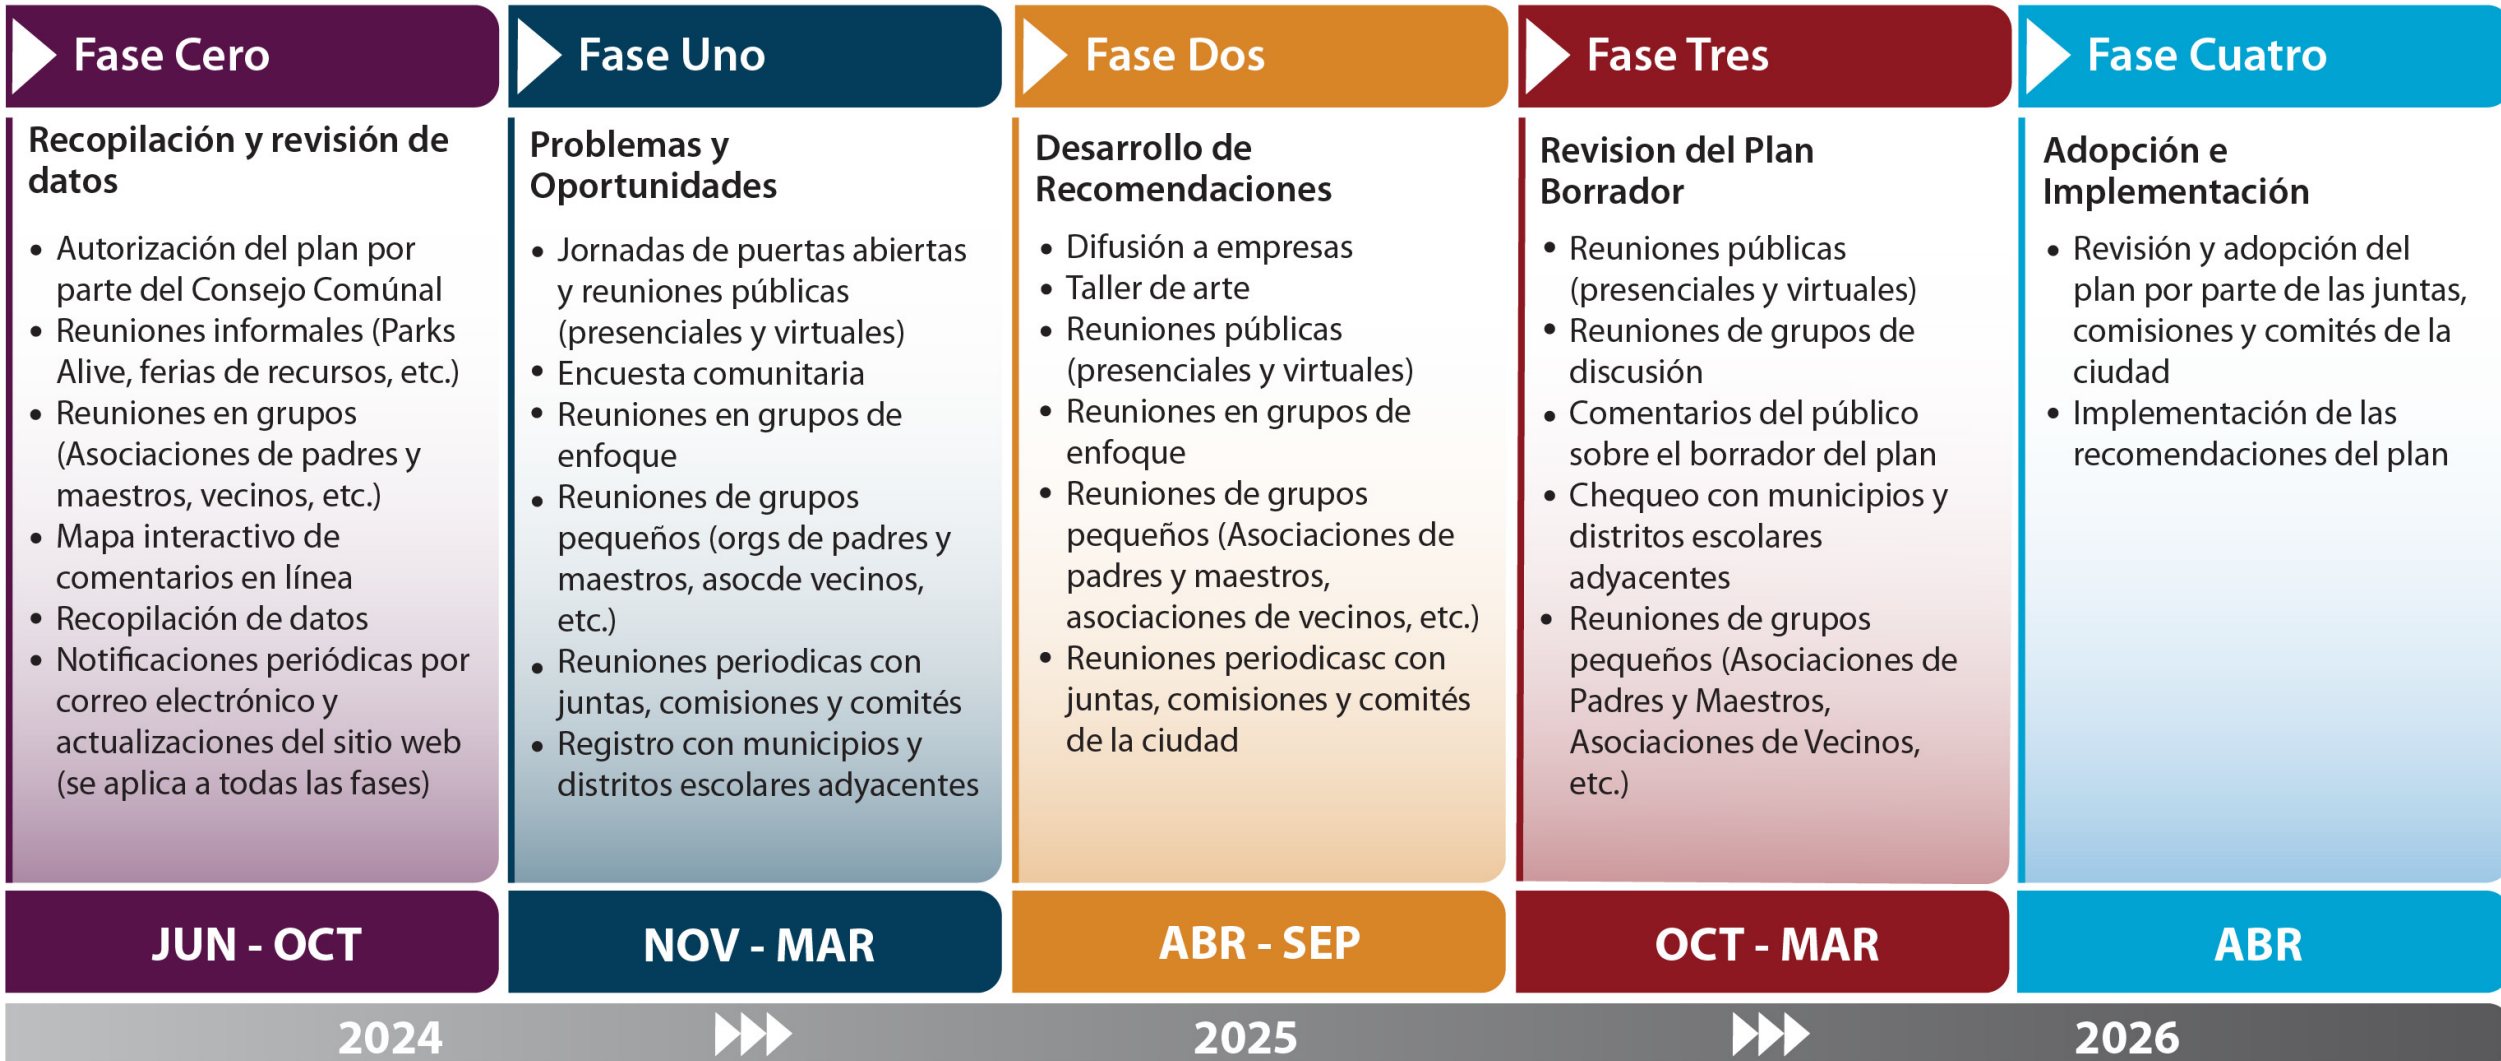 Fase Cero
Recopilación y revisión de
datos
• Autorización del plan por
parte del Consejo Comúnal
• Reuniones informales (Parks
Alive, ferias de recursos, etc.)
• Reuniones en grupos
(Asociaciones de padres y
maestros, vecinos, etc.)
• Mapa interactivo de
comentarios en línea
• Recopilación de datos
• Notificaciones periódicas por
correo electrónico y
actualizaciones del sitio web
(se aplica a todas las fases)
JUN - OCT
Fase Uno
Problemas y
Oportunidades
• Jornadas de puertas abiertas
y reuniones públicas
(presenciales y virtuales)
• Encuesta comunitaria
• Reuniones en grupos de
enfoque
• Reuniones de grupos
pequeños (orgs de padres y
maestros, asocde vecinos,
etc.)
• Reuniones periodicas con
juntas, comisiones y comités
• Registro con municipios y
distritos escolares adyacentes
NOV - MAR
Fase Dos
Desarrollo de
Recomendaciones
• Difusión a empresas
• Taller de arte
• Reuniones públicas
(presenciales y virtuales)
• Reuniones en grupos de
enfoque
• Reuniones de grupos
pequeños (Asociaciones de
padres y maestros,
asociaciones de vecinos, etc.)
• Reuniones periodicasc con
juntas, comisiones y comités
de la ciudad
ABR - SEP
Fase Tres
Revision del Plan
Borrador
• Reuniones públicas
(presenciales y virtuales)
• Reuniones de grupos de
discusión
• Comentarios del público
sobre el borrador del plan
• Chequeo con municipios y
distritos escolares
adyacentes
• Reuniones de grupos
pequeños (Asociaciones de
Padres y Maestros,
Asociaciones de Vecinos,
etc.)
OCT - MAR
Fase Cuatro
Adopción e
Implementación
• Revisión y adopción del
plan por parte de las juntas,
comisiones y comités de la
ciudad
• Implementación de las
recomendaciones del plan
ABR
2024
2025
2026